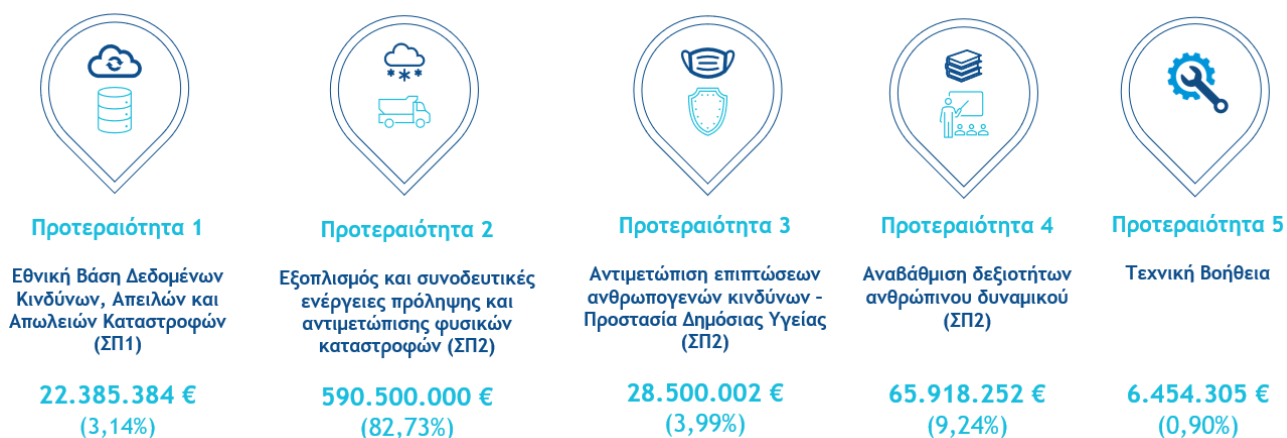 Προτεραιότητα 1
Εθνική Βάση Δεδομένων
Κινδύνων, Απειλών και
Απωλειών Καταστροφών
(ΣΠ1)
22.385.384 €
(3,14%)
Προτεραιότητα 2
Εξοπλισμός και συνοδευτικές
ενέργειες πρόληψης και
αντιμετώπισης φυσικών
καταστροφών (ΣΠ2)
590.500.000 €
(82,73%)
Προτεραιότητα 3
Αντιμετώπιση επιπτώσεων
ανθρωπογενών κινδύνων –
Προστασία Δημόσιας Υγείας
(ΣΠ2)
28.500.002 €
(3,99%)
Προτεραιότητα 4
Αναβάθμιση δεξιοτήτων
ανθρώπινου δυναμικού
(ΣΠ2)
65.918.252 €
(9,24%)
Προτεραιότητα 5
Τεχνική Βοήθεια
6.454.305 €
(0,90%)